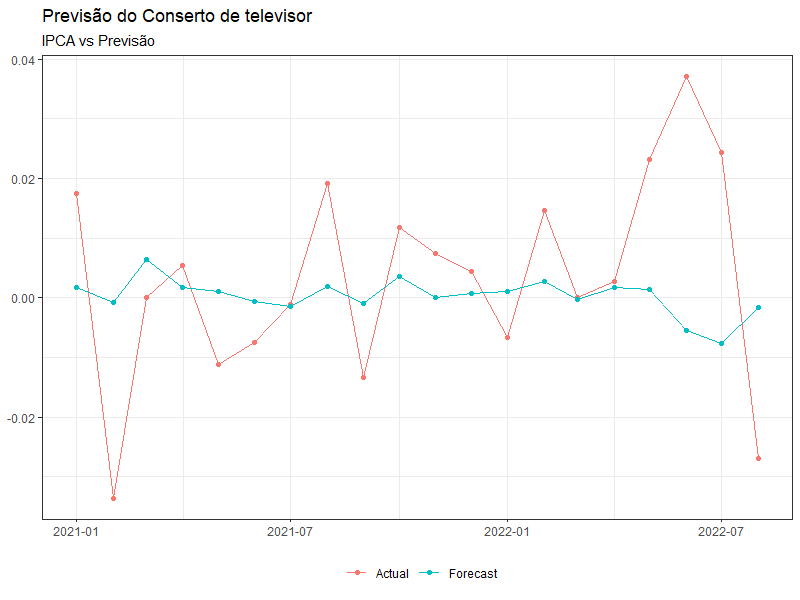 Previsão do Conserto de televisor
IPCA vs Previsão
0.04
0.02
0.00
-0.02
2021-01 2021-07 2022-01 2022-07
Actual Forecast